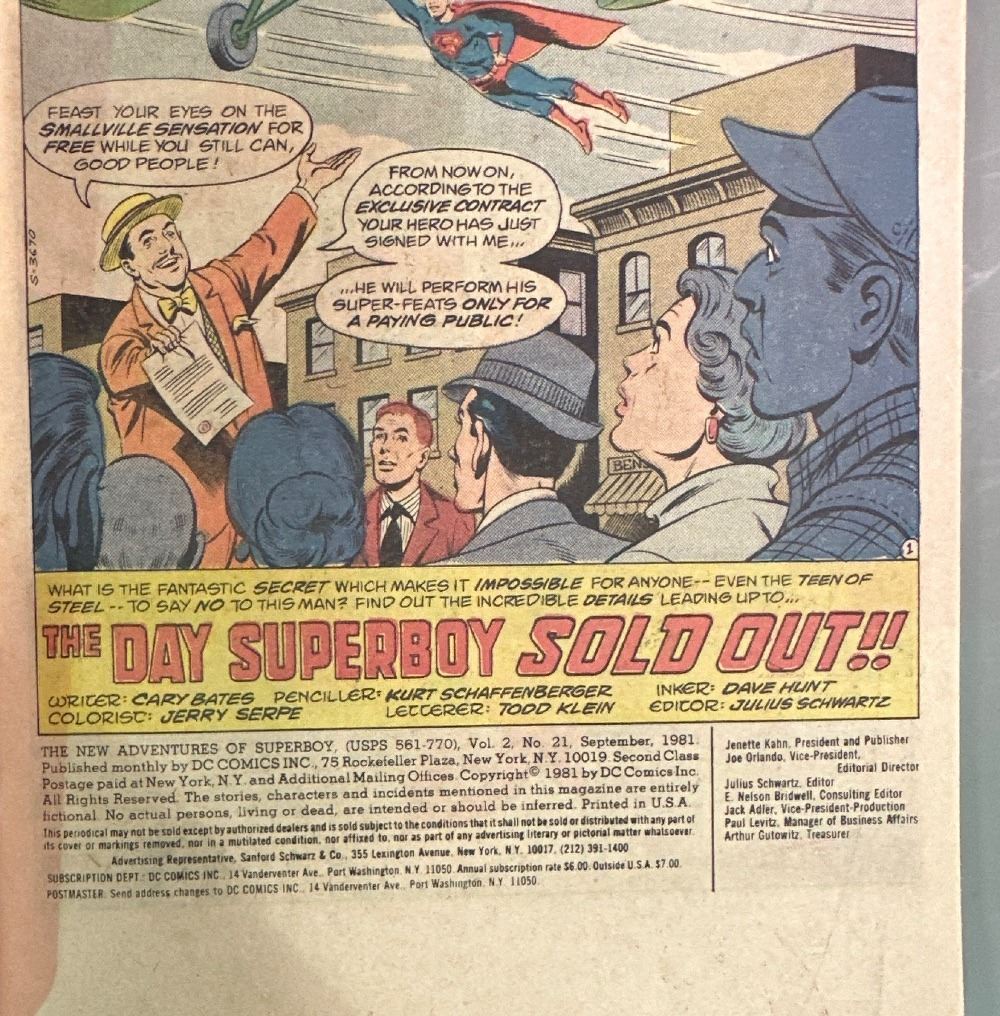 FEAST YOUR EYES ON THE
SMALLVILLE SENSATION FOR
FREE WHILE YOU STILL CAN,
GOOD PEOPLE!
FROM NOW ON,
ACCORDING TO THE
EXCLUSIVE CONTRACT
YOUR HERO HAS JUST
SIGNED WITH ME...
...HE WILL PERFORM HIS
SUPER-FEATS ONLY FOR
A PAYING PUBLIC!
S-3670
BEN
1
WHAT IS THE FANTASTIC SECRET WHICH MAKES IT IMPOSSIBLE FOR ANYONE-- EVEN THE TEEN OF
STEEL -- TO SAY NO TO THIS MAN? FIND OUT THE INCREDIBLE DETAILS LEADING UP TO...
THE DAY SUPERBOY SOLD OUT!!
WRITER: CARY BATES PENCILLER: KURT SCHAFFENBERGER INKER: DAVE HUNT
COLORIST: JERRY SERPE LETTERER: TODD KLEIN EDITOR: JULIUS SCHWARTZ
THE NEW ADVENTURES OF SUPERBOY, (USPS 561-770), Vol. 2, No. 21, September, 1981.
Published monthly by DC COMICS INC., 75 Rockefeller Plaza, New York, N.Y. 10019. Second Class
Postage paid at New York, N.Y. and Additional Mailing Offices. Copyright © 1981 by DC Comics Inc.
All Rights Reserved. The stories, characters and incidents mentioned in this magazine are entirely
fictional. No actual persons, living or dead, are intended or should be inferred. Printed in U.S.A.
This periodical may not be sold except by authorized dealers and is sold subject to the conditions that it shall not be sold or distributed with any part of
its cover or markings removed, nor in a mutilated condition, nor affixed to, nor as part of any advertising literary or pictorial matter whatsoever.
Advertising Representative, Sanford Schwarz & Co., 355 Lexington Avenue, New York, N.Y. 10017, (212) 391-1400
SUBSCRIPTION DEPT.: DC COMICS INC., 14 Vanderventer Ave., Port Washington, N.Y. 11050. Annual subscription rate $6.00. Outside U.S.A. $7.00.
POSTMASTER: Send address changes to DC COMICS INC., 14 Vanderventer Ave., Port Washington, N.Y. 11050.
Jenette Kahn, President and Publisher
Joe Orlando, Vice-President,
Editorial Director
Julius Schwartz, Editor
E. Nelson Bridwell, Consulting Editor
Jack Adler, Vice-President-Production
Paul Levitz, Manager of Business Affairs
Arthur Gutowitz, Treasurer